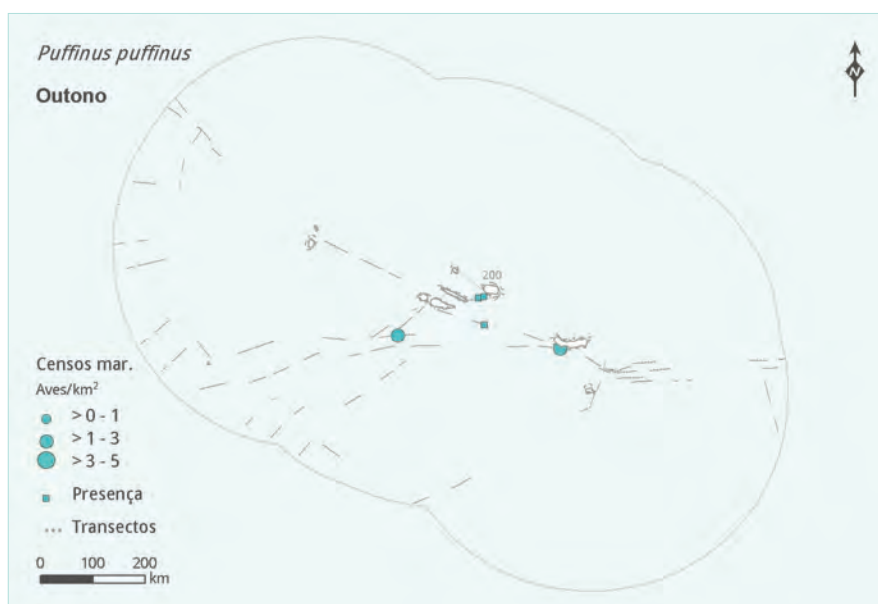 Puffinus puffinus
Outono
N
200
Censos mar.
Aves/km²
> 0 - 1
> 1 - 3
> 3 - 5
Presença
Transectos
0 100 200
km